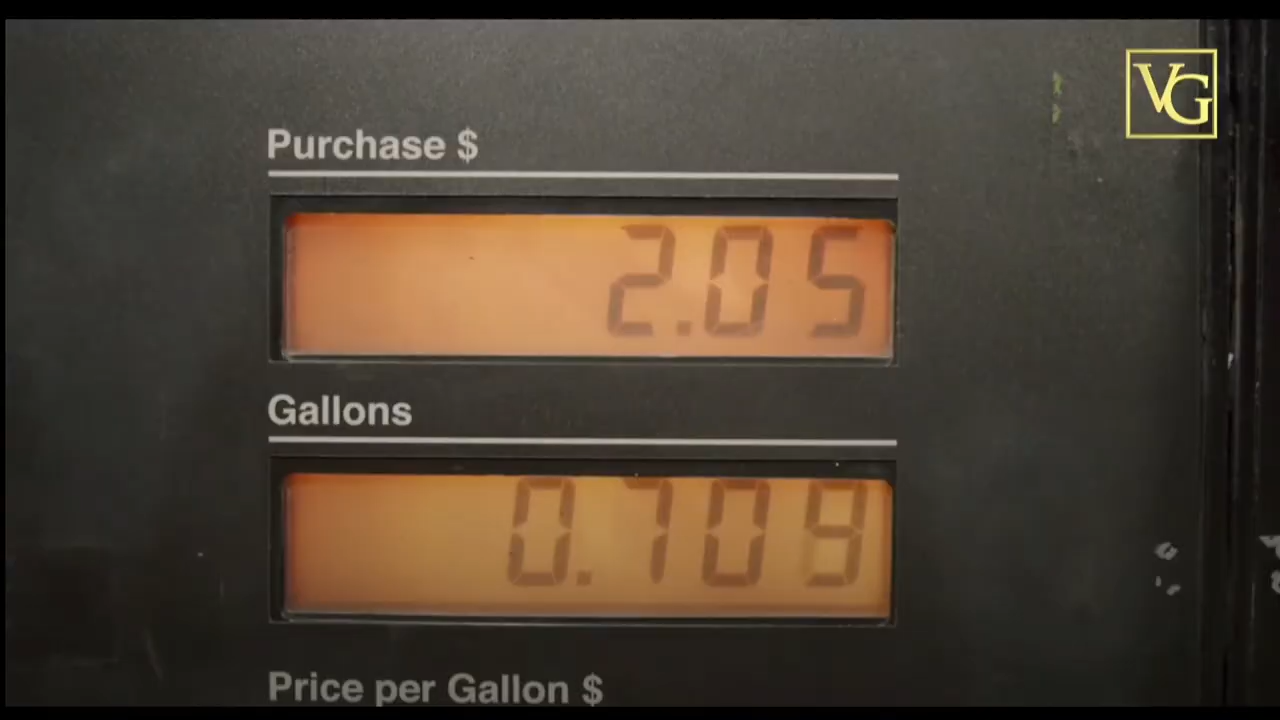 VG
Purchase $
2.05
Gallons
0.709
Price per Gallon $